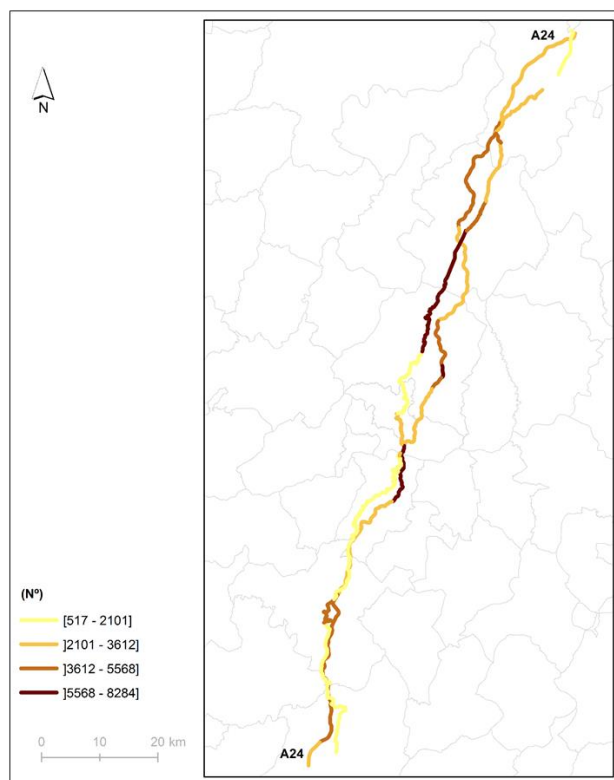 A24
N
(Nº)
[517 - 2101]
]2101 - 3612]
]3612 - 5568]
]5568 - 8284]
0 10 20 km
A24